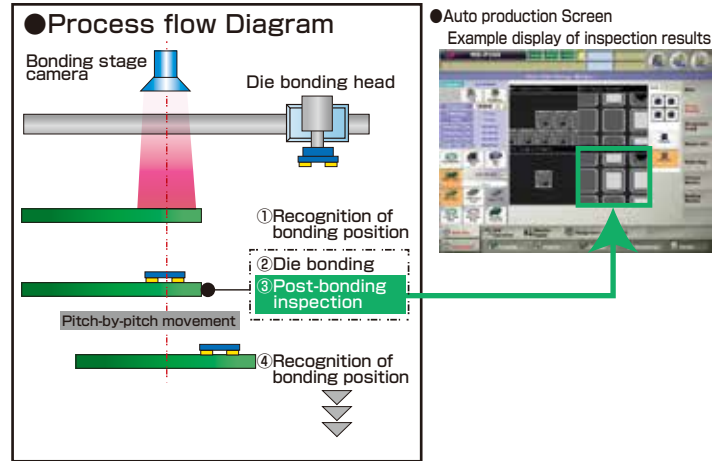 ●Process flow Diagram
Bonding stage
camera
Die bonding head
①Recognition of
bonding position
②Die bonding
③Post-bonding
inspection
Pitch-by-pitch movement
④Recognition of
bonding position
●Auto production Screen
Example display of inspection results